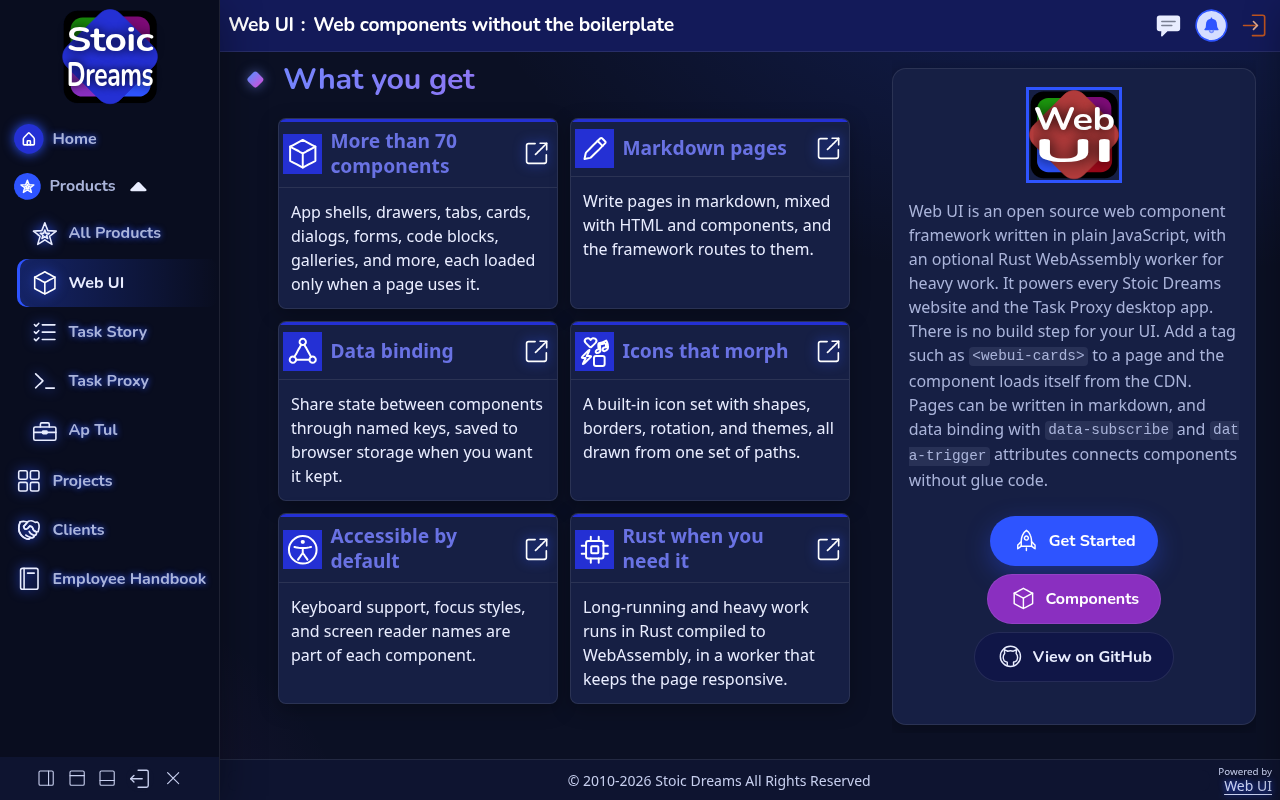 Stoic
Dreams
Home
Products
All Products
Web UI
Task Story
Task Proxy
Ap Tul
Projects
Clients
Employee Handbook
Web UI : Web components without the boilerplate
What you get
More than 70
components
App shells, drawers, tabs, cards,
dialogs, forms, code blocks,
galleries, and more, each loaded
only when a page uses it.
Markdown pages
Write pages in markdown, mixed
with HTML and components, and
the framework routes to them.
Data binding
Share state between components
through named keys, saved to
browser storage when you want
it kept.
Icons that morph
A built-in icon set with shapes,
borders, rotation, and themes, all
drawn from one set of paths.
Accessible by
default
Keyboard support, focus styles,
and screen reader names are
part of each component.
Rust when you
need it
Long-running and heavy work
runs in Rust compiled to
WebAssembly, in a worker that
keeps the page responsive.
Web
UI
Web UI is an open source web component
framework written in plain JavaScript, with
an optional Rust WebAssembly worker for
heavy work. It powers every Stoic Dreams
website and the Task Proxy desktop app.
There is no build step for your UI. Add a tag
such as <webui-cards> to a page and the
component loads itself from the CDN.
Pages can be written in markdown, and
data binding with data-subscribe and dat
a-trigger attributes connects components
without glue code.
Get Started
Components
View on GitHub
© 2010-2026 Stoic Dreams All Rights Reserved
Powered by
Web UI